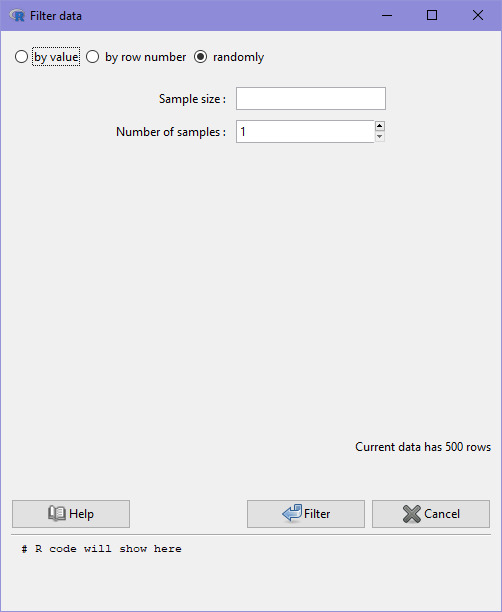 Filter data
by value by row number randomly
Sample size :
Number of samples : 1
Current data has 500 rows
Help Filter Cancel
# R code will show here